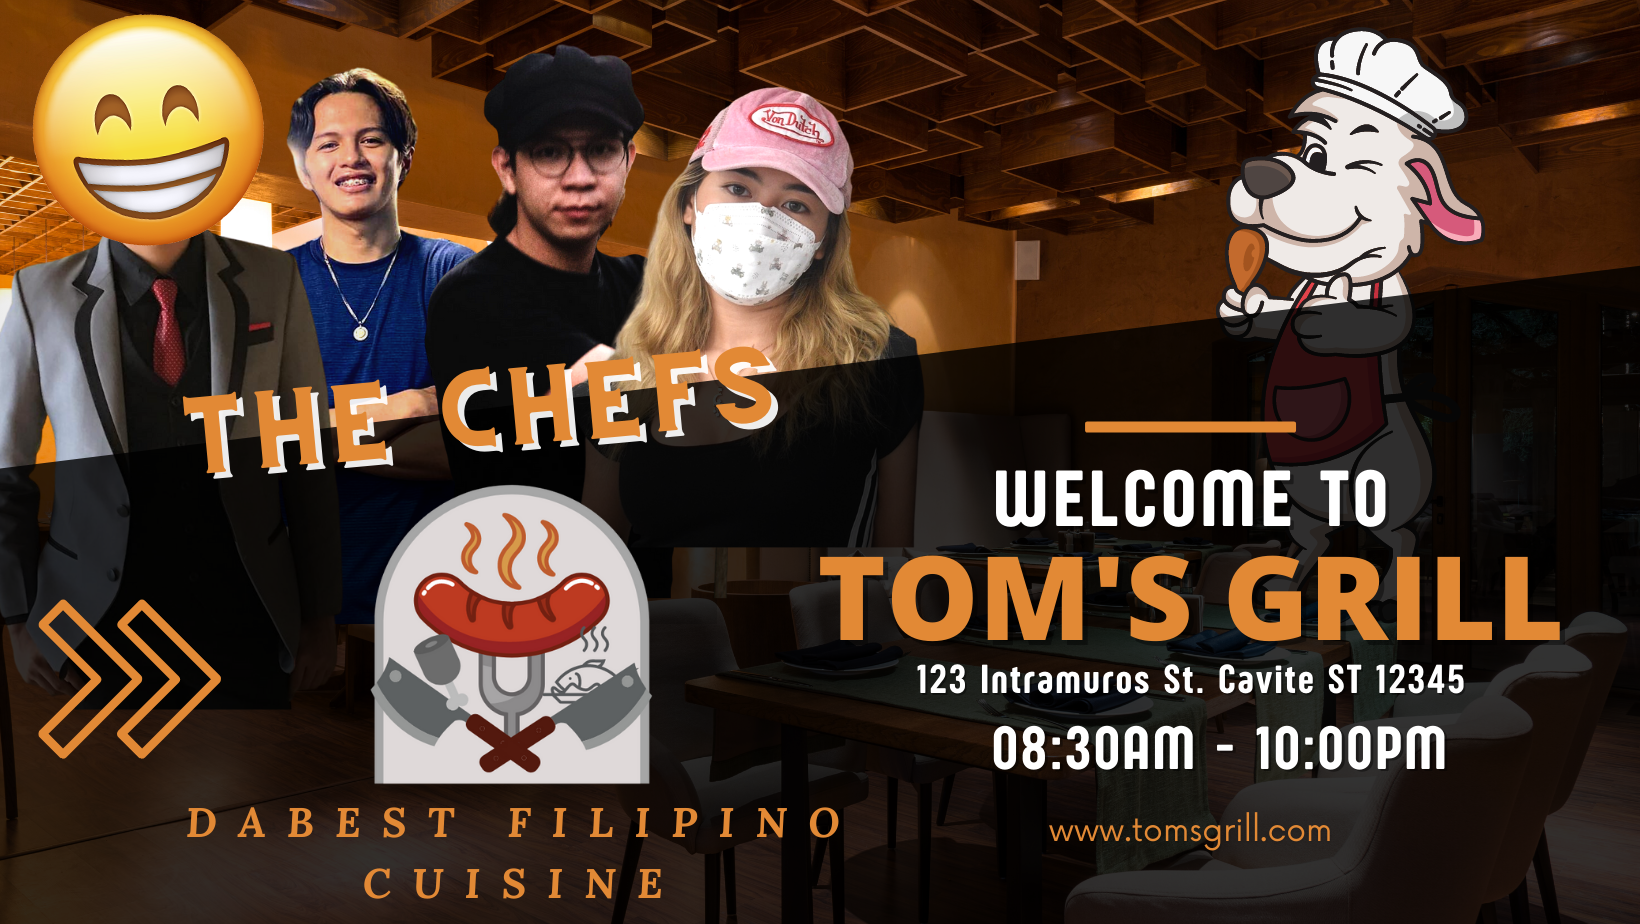 Von Dutch
THE CHEFS
WELCOME TO
TOM'S GRILL
123 Intramuros St. Cavite ST 12345
08:30AM - 10:00PM
www.tomsgrill.com
DABEST FILIPINO
CUISINE